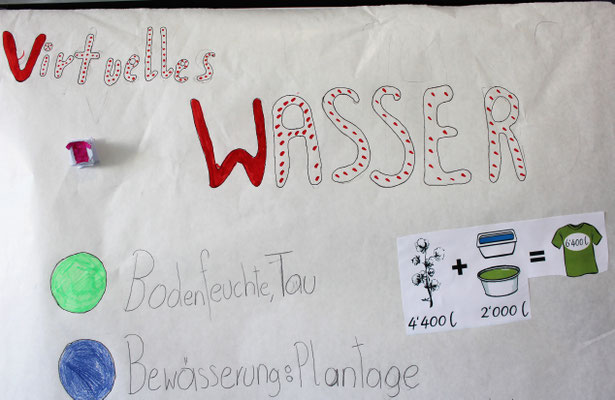 Virtuelles
WASSER
Bodenfeuchte, Tau
Bewässerung: Plantage
+ =
6'400 l
4'400 l 2'000 l